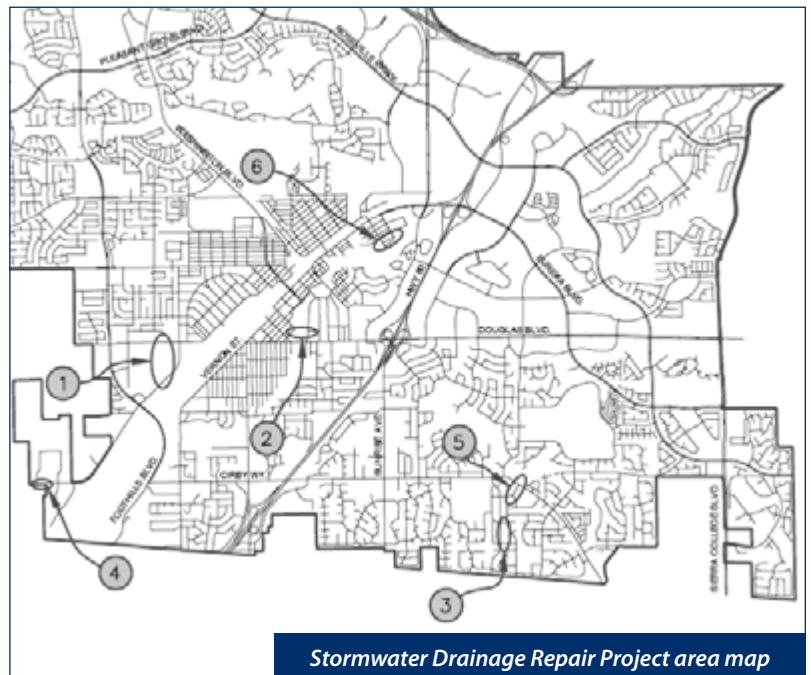 PLEASANT GROVE BLVD
ROSEVILLE PKWY
WASHINGTON BLVD
6
HWY 80
EUREKA BLVD
DOUGLAS BLVD.
VERNON ST
1
2
SUNRISE AVE
5
CIRBY WY
FOOTHILLS BLVD
SIERRA COLLEGE BLVD
4
3
Stormwater Drainage Repair Project area map